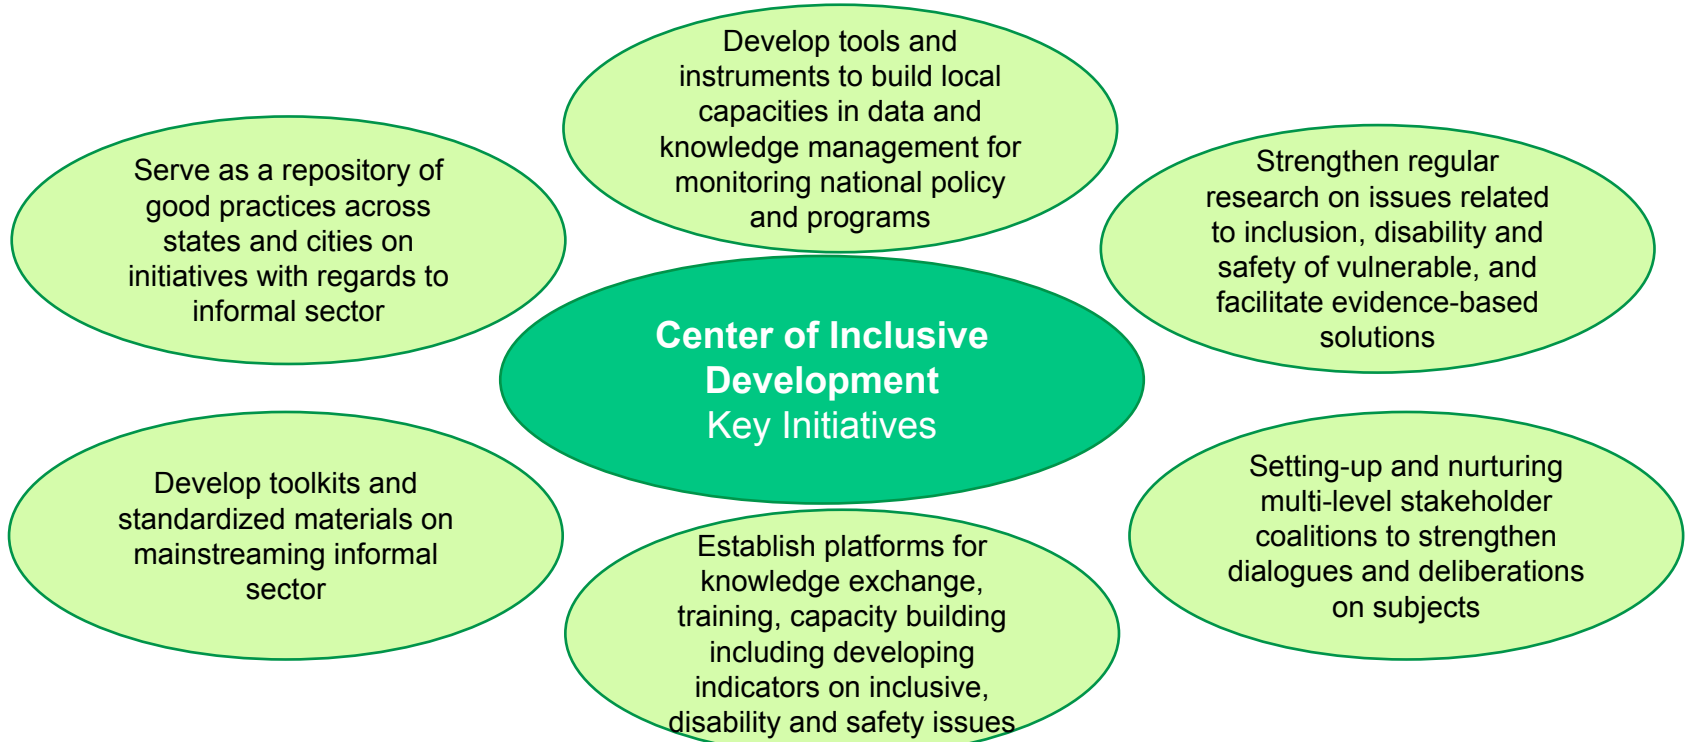 Develop tools and
instruments to build local
capacities in data and
knowledge management for
monitoring national policy
and programs
Serve as a repository of
good practices across
states and cities on
initiatives with regards to
informal sector
Strengthen regular
research on issues related
to inclusion, disability and
safety of vulnerable, and
facilitate evidence-based
solutions
Center of Inclusive
Development
Key Initiatives
Develop toolkits and
standardized materials on
mainstreaming informal
sector
Establish platforms for
knowledge exchange,
training, capacity building
including developing
indicators on inclusive,
disability and safety issues
Setting-up and nurturing
multi-level stakeholder
coalitions to strengthen
dialogues and deliberations
on subjects